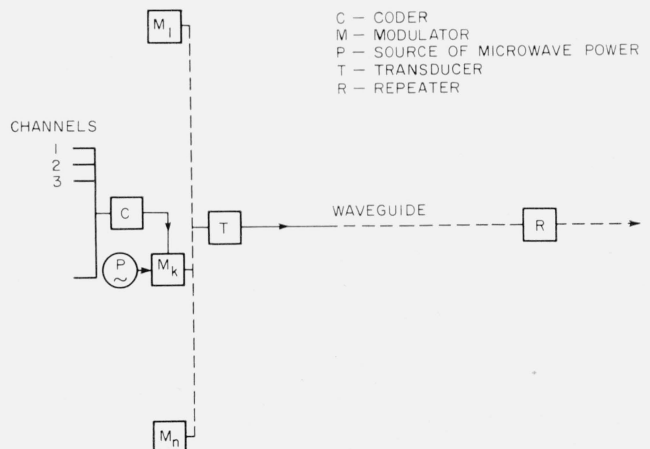 M1
C — CODER
M — MODULATOR
P — SOURCE OF MICROWAVE POWER
T — TRANSDUCER
R — REPEATER
CHANNELS
1
2
3
C
T
WAVEGUIDE
R
P
~
Mk
Mn